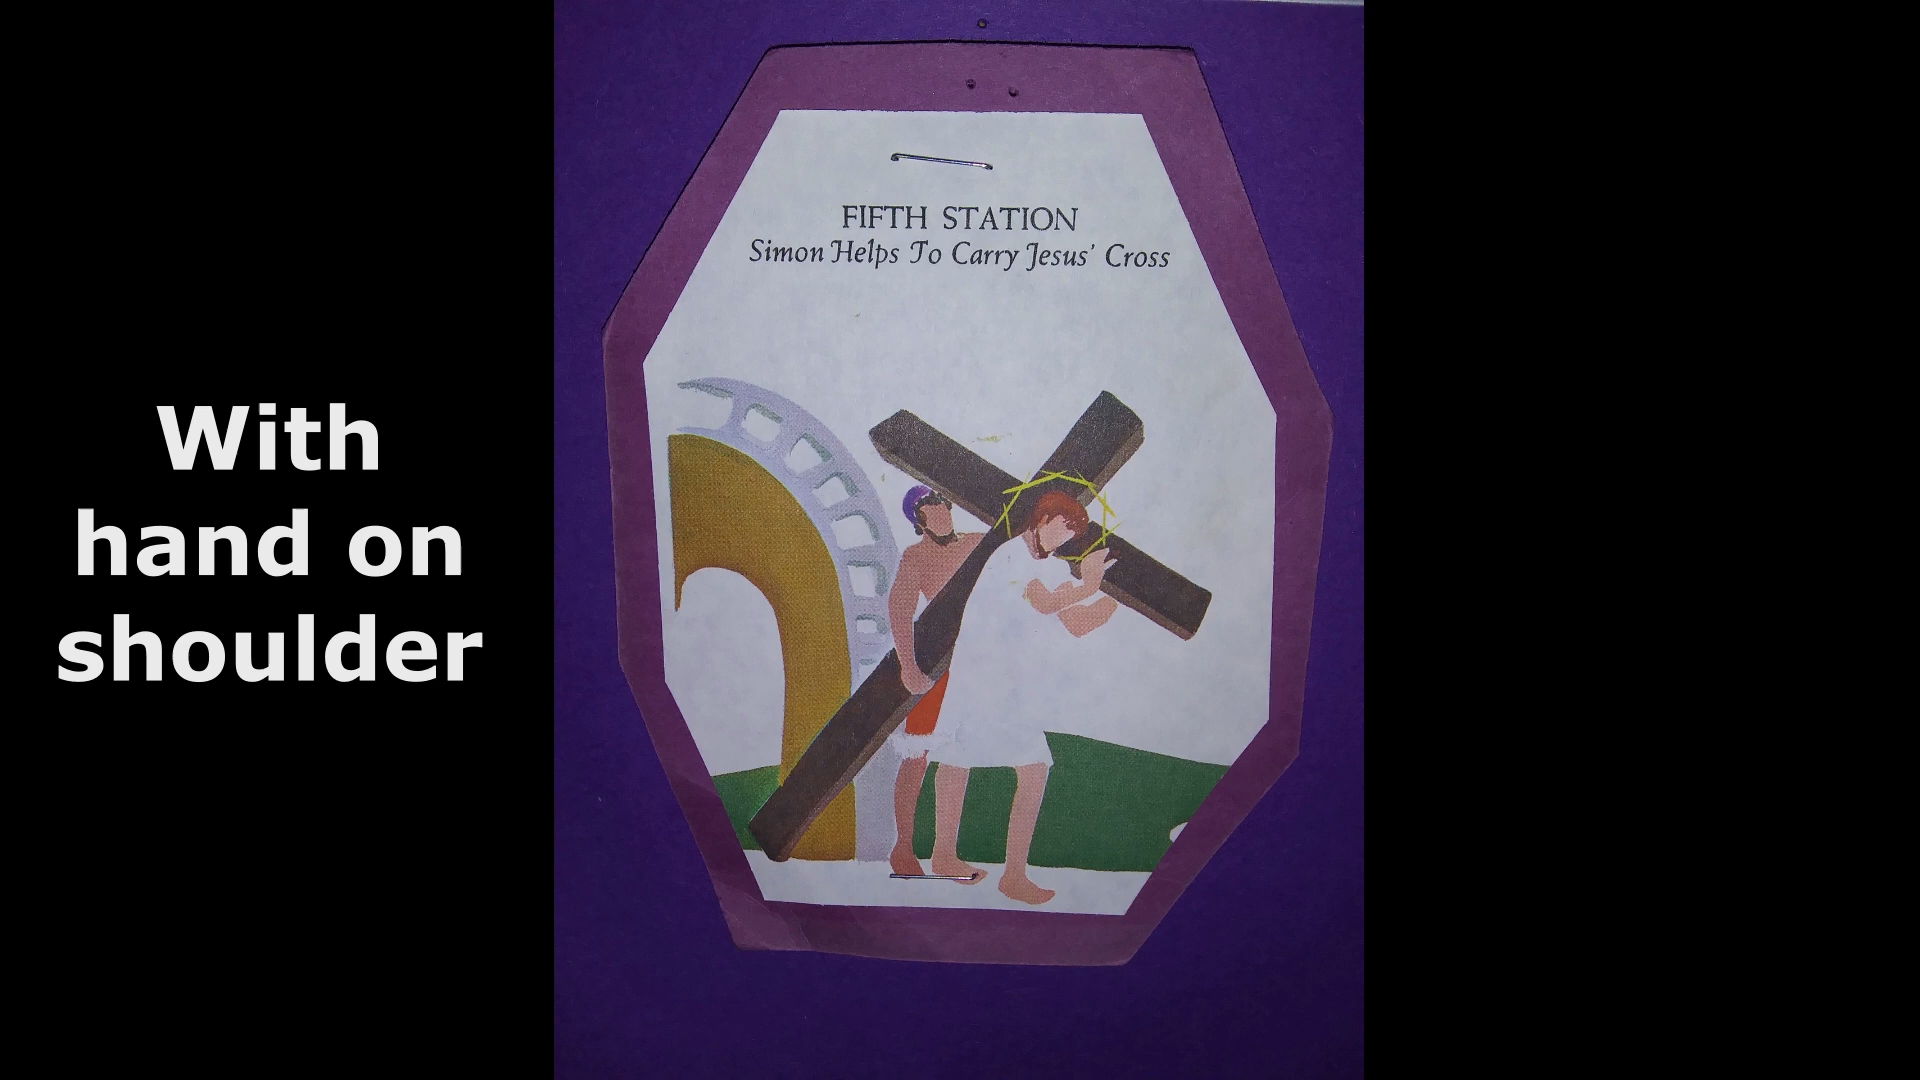 With
hand on
shoulder
FIFTH STATION
Simon Helps To Carry Jesus' Cross